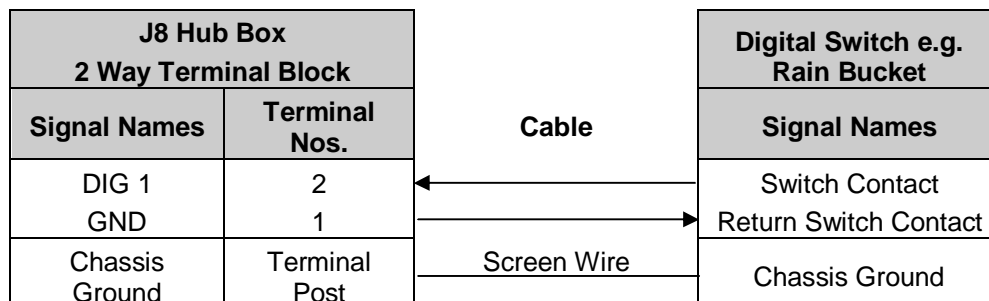 J8 Hub Box
2 Way Terminal Block
Digital Switch e.g.
Rain Bucket
Signal Names
Terminal
Nos.
Cable
Signal Names
DIG 1
2
Switch Contact
GND
1
Return Switch Contact
Chassis
Ground
Terminal
Post
Screen Wire
Chassis Ground